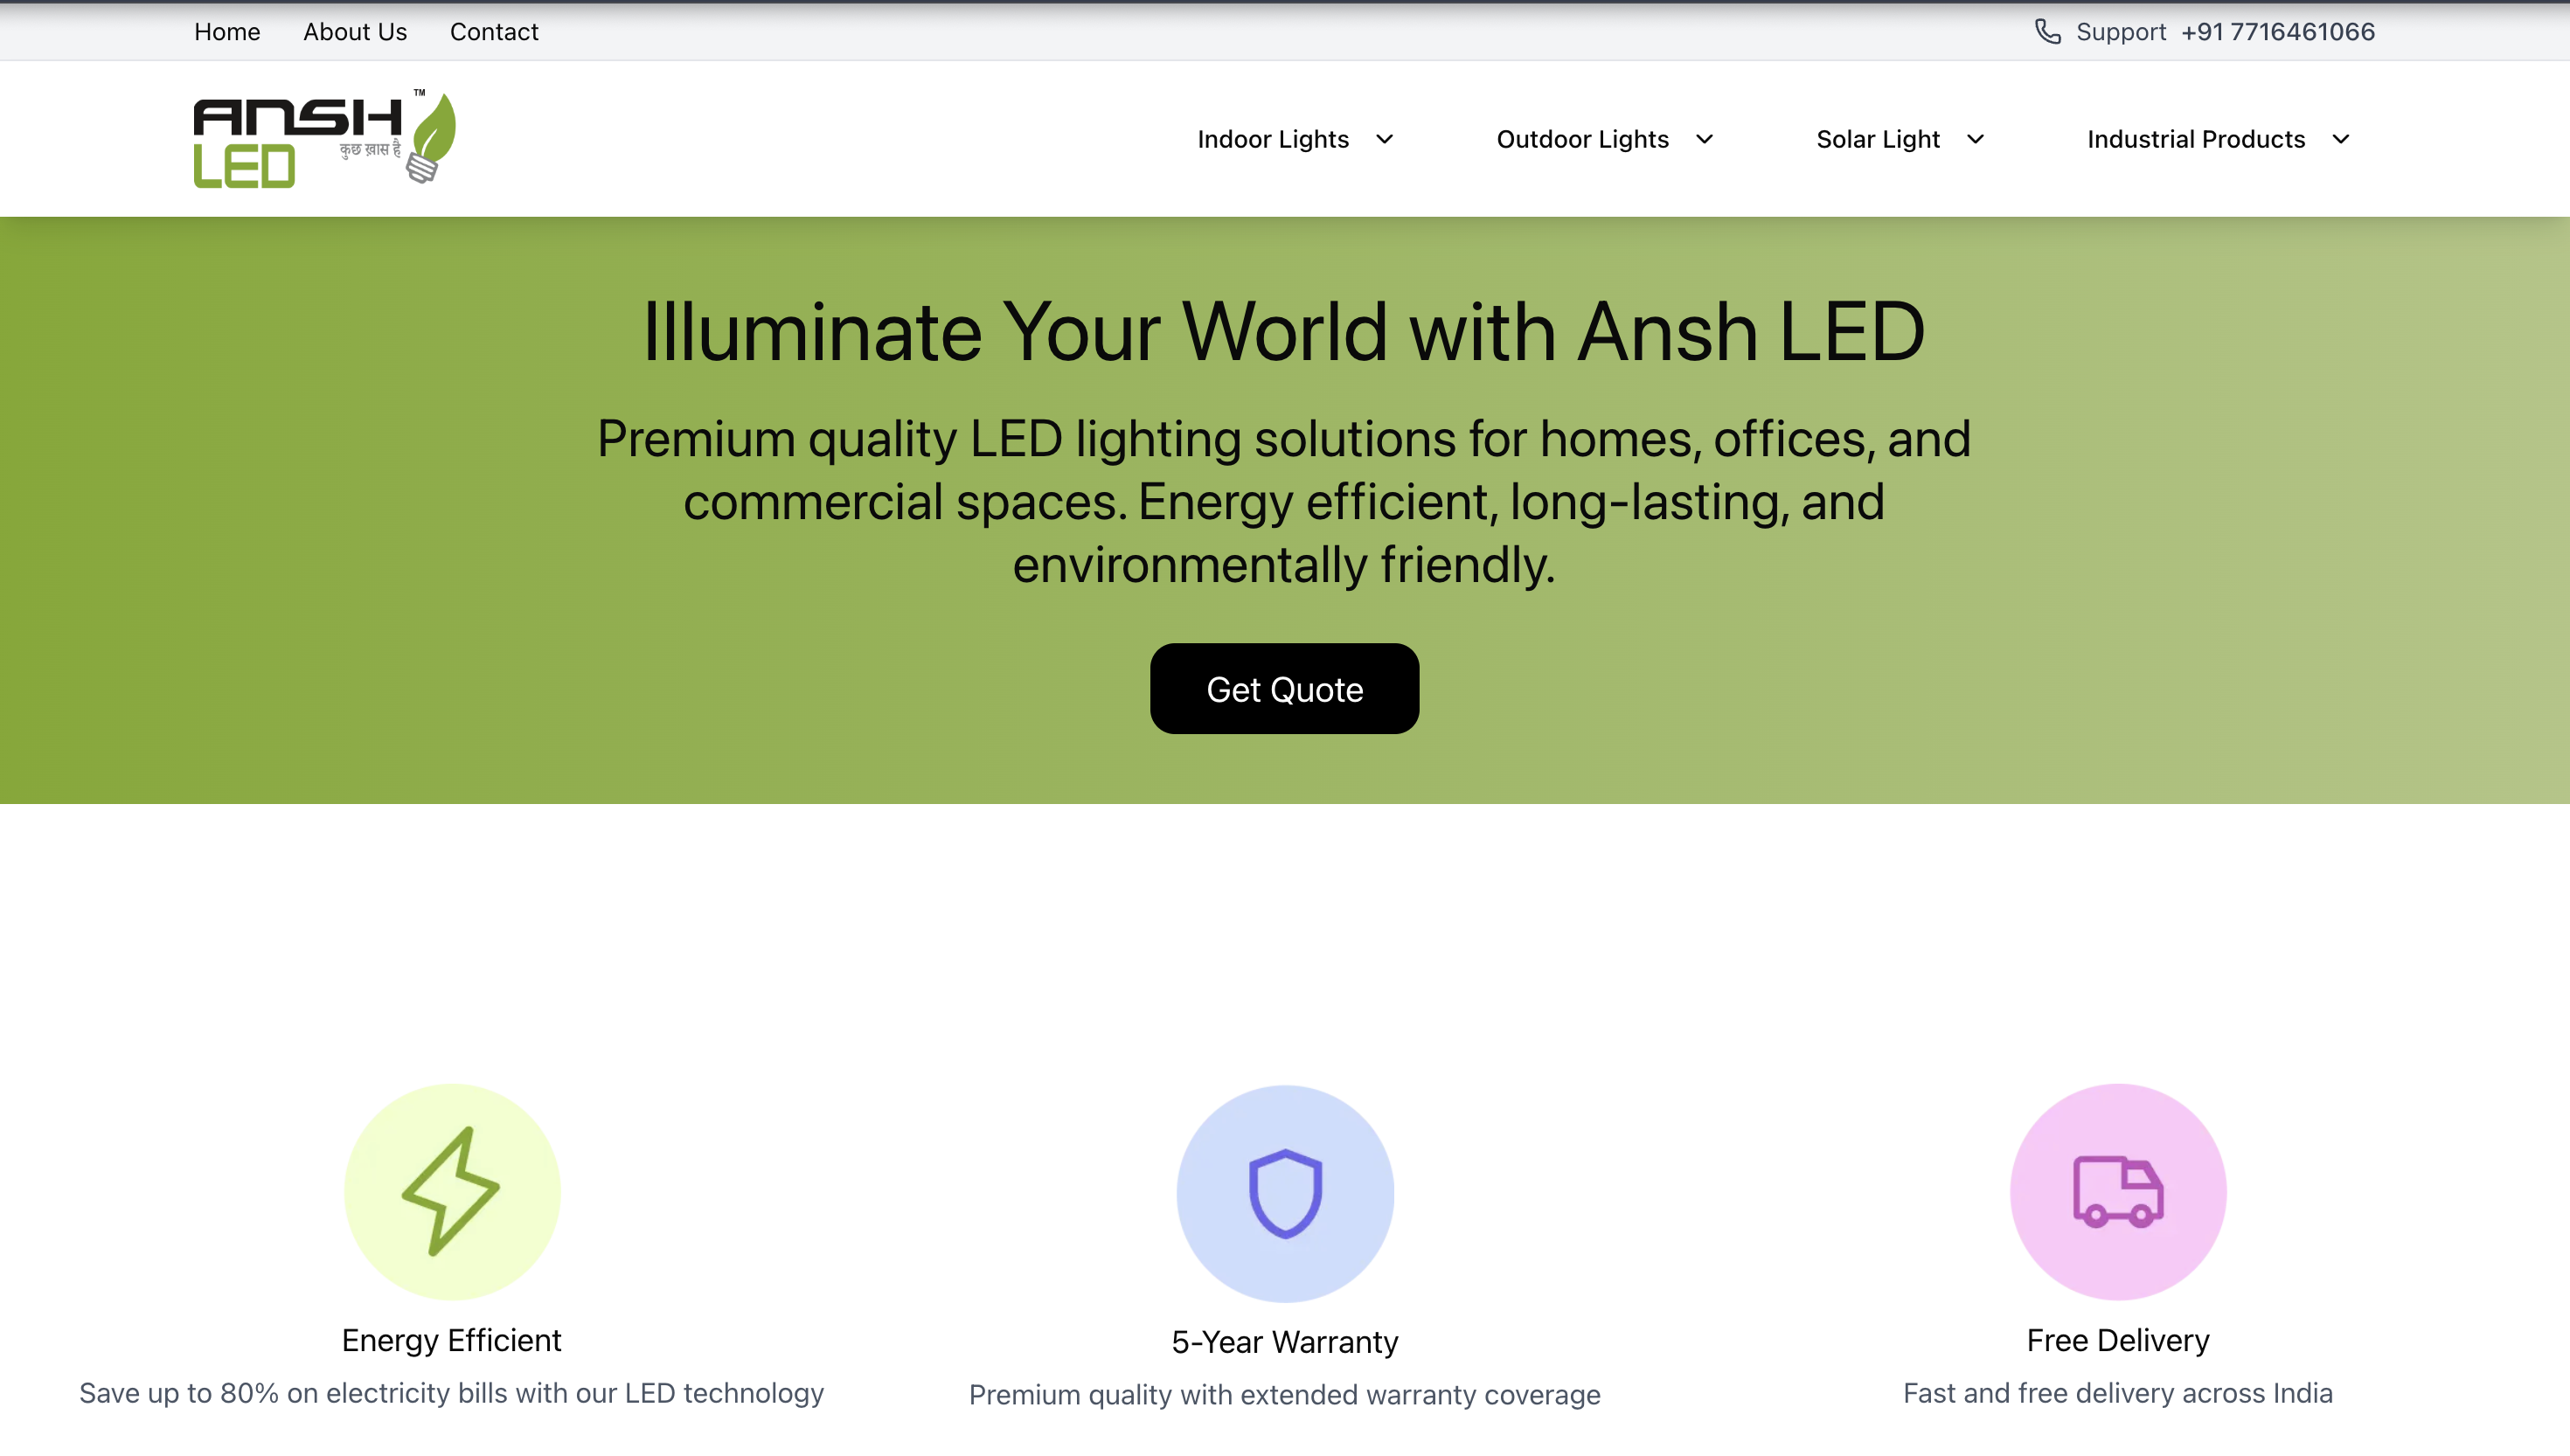 Home About Us Contact Support +91 7716461066
ANSH TM
LED कुछ ख़ास है
Indoor Lights Outdoor Lights Solar Light Industrial Products
Illuminate Your World with Ansh LED
Premium quality LED lighting solutions for homes, offices, and
commercial spaces. Energy efficient, long-lasting, and
environmentally friendly.
Get Quote
Energy Efficient
Save up to 80% on electricity bills with our LED technology
5-Year Warranty
Premium quality with extended warranty coverage
Free Delivery
Fast and free delivery across India